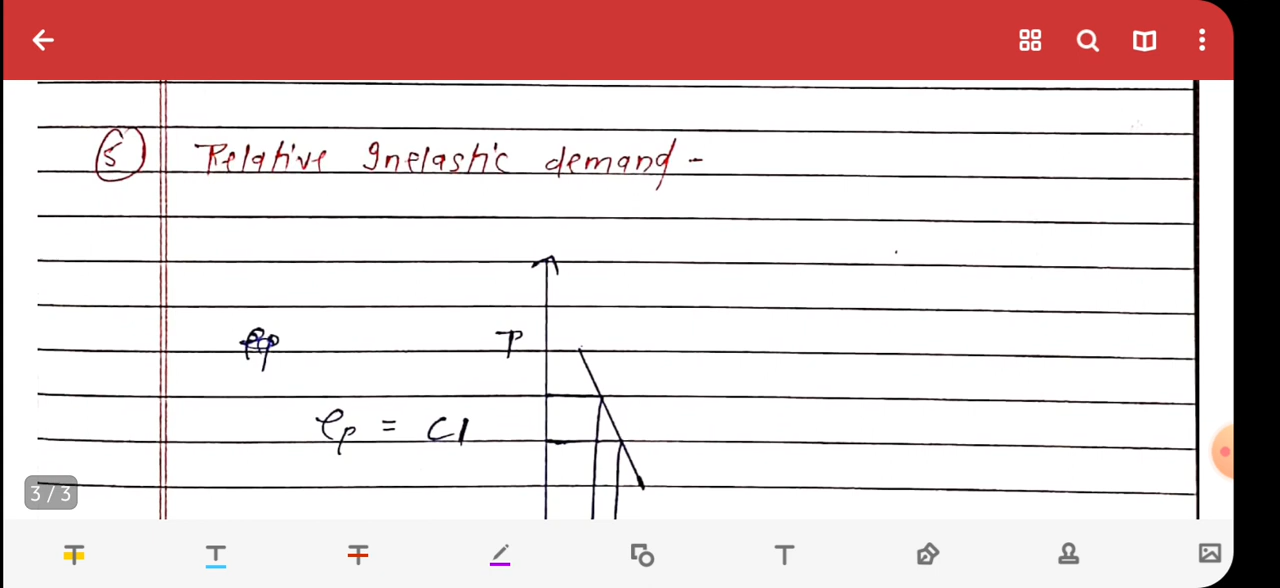 5 Relative Inelastic demand -
P
ep = <1
3 / 3
T T T T